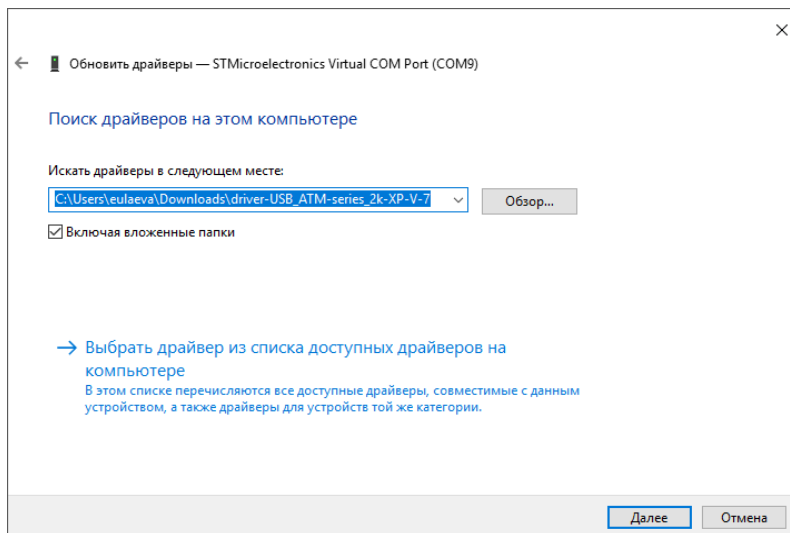 Обновить драйверы — STMicroelectronics Virtual COM Port (COM9)
Поиск драйверов на этом компьютере
Искать драйверы в следующем месте:
C:\Users\eulaeva\Downloads\driver-USB_ATM-series_2k-XP-V-7
Обзор...
Включая вложенные папки
Выбрать драйвер из списка доступных драйверов на
компьютере
В этом списке перечисляются все доступные драйверы, совместимые с данным
устройством, а также драйверы для устройств той же категории.
Далее
Отмена